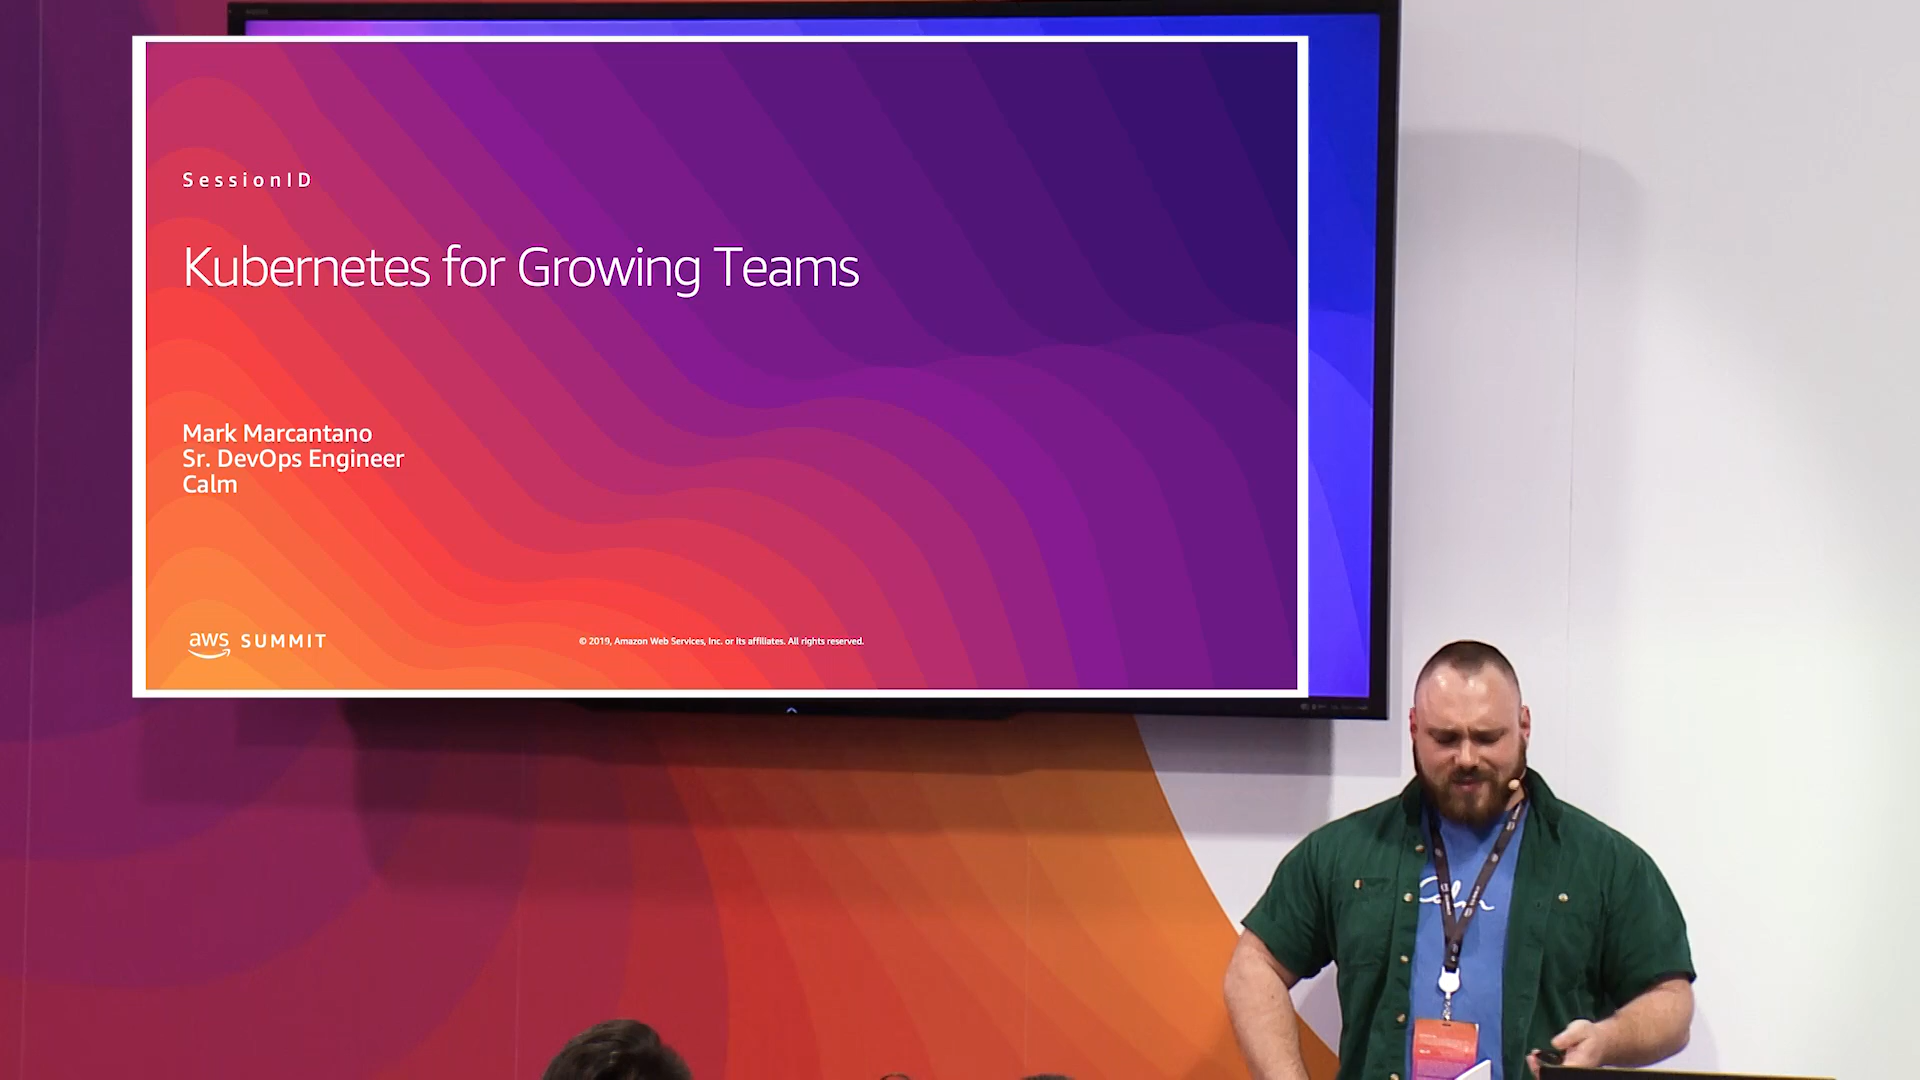 SessionID
Kubernetes for Growing Teams
Mark Marcantano
Sr. DevOps Engineer
Calm
aws SUMMIT
© 2019, Amazon Web Services, Inc. or its affiliates. All rights reserved.
Calm